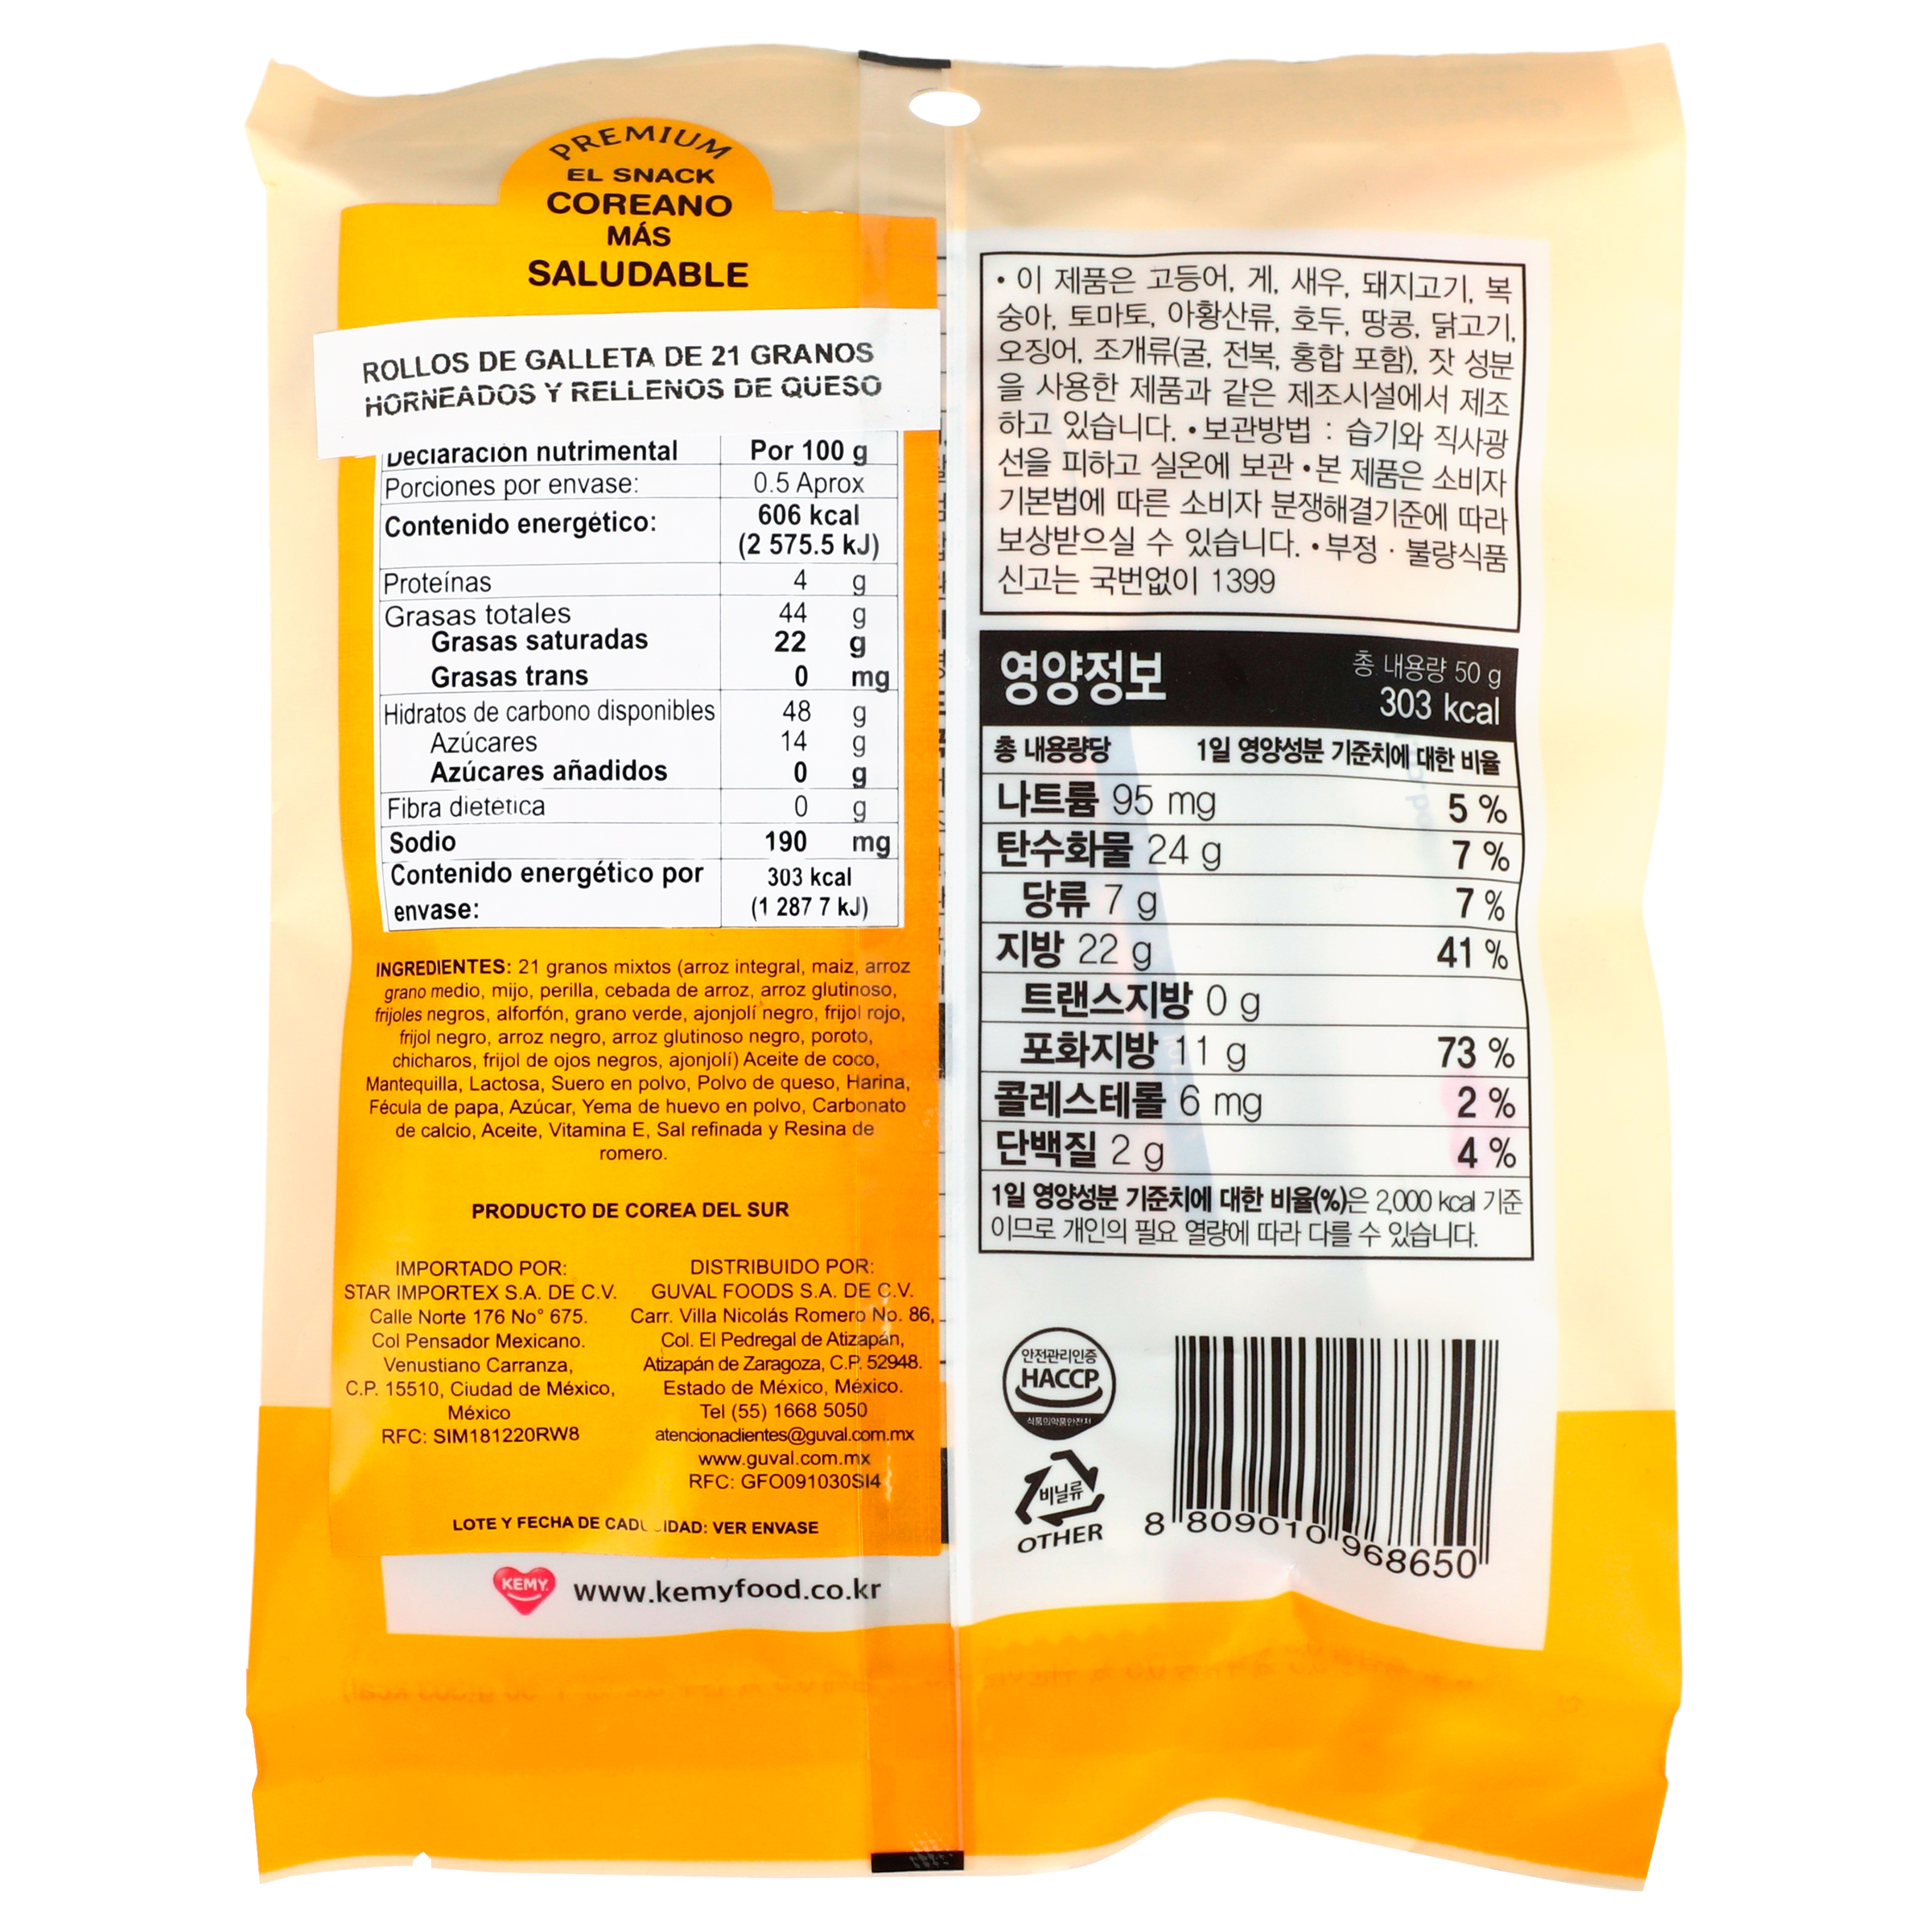 PREMIUM
EL SNACK
COREANO
MÁS
SALUDABLE
ROLLOS DE GALLETA DE 21 GRANOS
HORNEADOS Y RELLENOS DE QUESO
Declaración nutrimental Por 100 g
Porciones por envase: 0.5 Aprox
Contenido energético: 606 kcal
(2 575.5 kJ)
Proteínas 4 g
Grasas totales 44 g
Grasas saturadas 22 g
Grasas trans 0 mg
Hidratos de carbono disponibles 48 g
Azúcares 14 g
Azúcares añadidos 0 g
Fibra dietética 0 g
Sodio 190 mg
Contenido energético por 303 kcal
envase: (1 287 7 kJ)
INGREDIENTES: 21 granos mixtos (arroz integral, maiz, arroz
grano medio, mijo, perilla, cebada de arroz, arroz glutinoso,
frijoles negros, alforfón, grano verde, ajonjolí negro, frijol rojo,
frijol negro, arroz negro, arroz glutinoso negro, poroto,
chicharos, frijol de ojos negros, ajonjolí) Aceite de coco,
Mantequilla, Lactosa, Suero en polvo, Polvo de queso, Harina,
Fécula de papa, Azúcar, Yema de huevo en polvo, Carbonato
de calcio, Aceite, Vitamina E, Sal refinada y Resina de
romero.
PRODUCTO DE COREA DEL SUR
IMPORTADO POR:
STAR IMPORTEX S.A. DE C.V.
Calle Norte 176 No° 675.
Col Pensador Mexicano.
Venustiano Carranza,
C.P. 15510, Ciudad de México,
México
RFC: SIM181220RW8
DISTRIBUIDO POR:
GUVAL FOODS S.A. DE C.V.
Carr. Villa Nicolás Romero No. 86,
Col. El Pedregal de Atizapán,
Atizapán de Zaragoza, C.P. 52948.
Estado de México, México.
Tel (55) 1668 5050
atencionaclientes@guval.com.mx
www.guval.com.mx
RFC: GFO091030SI4
LOTE Y FECHA DE CADU IDAD: VER ENVASE
KEMY www.kemyfood.co.kr
• 이 제품은 고등어, 게, 새우, 돼지고기, 복
숭아, 토마토, 아황산류, 호두, 땅콩, 닭고기,
오징어, 조개류(굴, 전복, 홍합 포함), 잣 성분
을 사용한 제품과 같은 제조시설에서 제조
하고 있습니다. • 보관방법 : 습기와 직사광
선을 피하고 실온에 보관 • 본 제품은 소비자
기본법에 따른 소비자 분쟁해결기준에 따라
보상받으실 수 있습니다. • 부정 · 불량식품
신고는 국번없이 1399
영양정보 총 내용량 50 g
303 kcal
총 내용량당 1일 영양성분 기준치에 대한 비율
나트륨 95 mg 5 %
탄수화물 24 g 7 %
당류 7 g 7 %
지방 22 g 41 %
트랜스지방 0 g
포화지방 11 g 73 %
콜레스테롤 6 mg 2 %
단백질 2 g 4 %
1일 영양성분 기준치에 대한 비율(%)은 2,000 kcal 기준
이므로 개인의 필요 열량에 따라 다를 수 있습니다.
안전관리인증
HACCP
식품의약품안전처
비닐류
OTHER
8 809010 968650